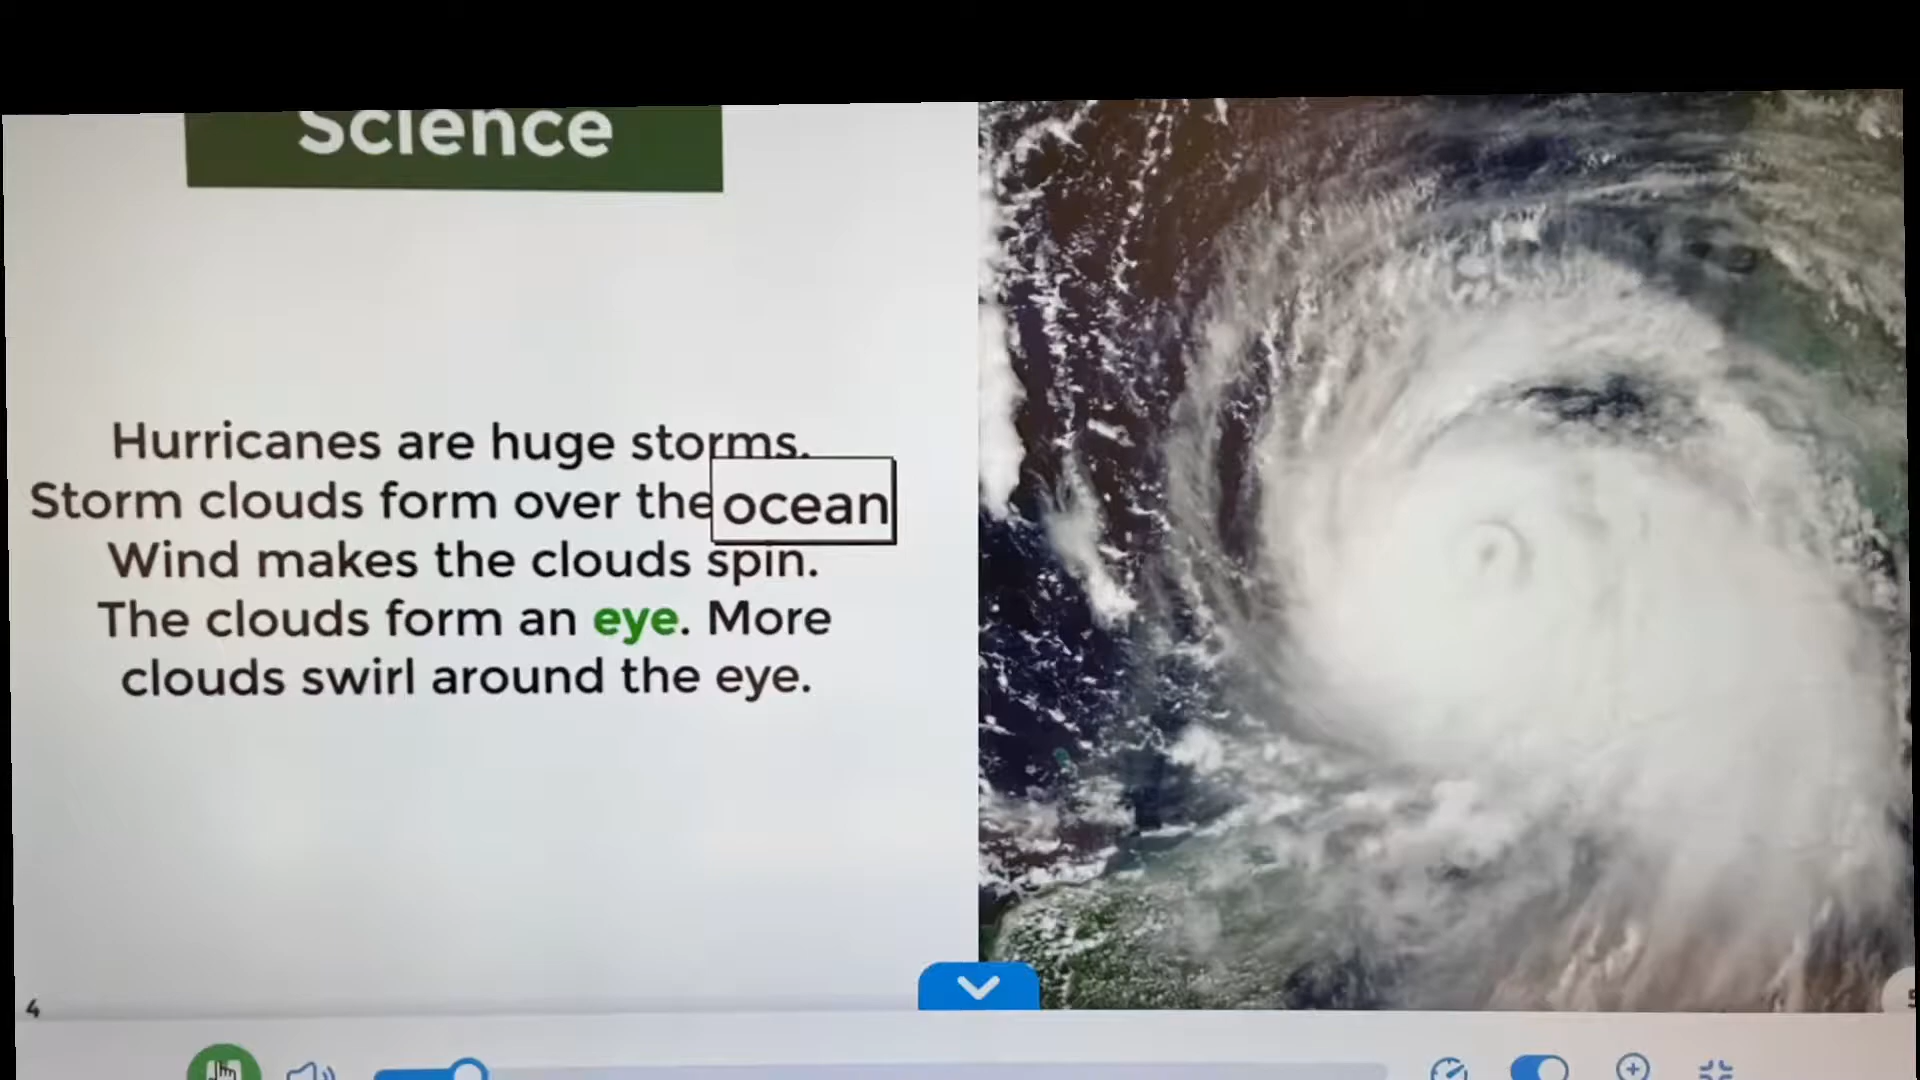 Science
Hurricanes are huge storms.
Storm clouds form over the ocean
Wind makes the clouds spin.
The clouds form an eye. More
clouds swirl around the eye.
4